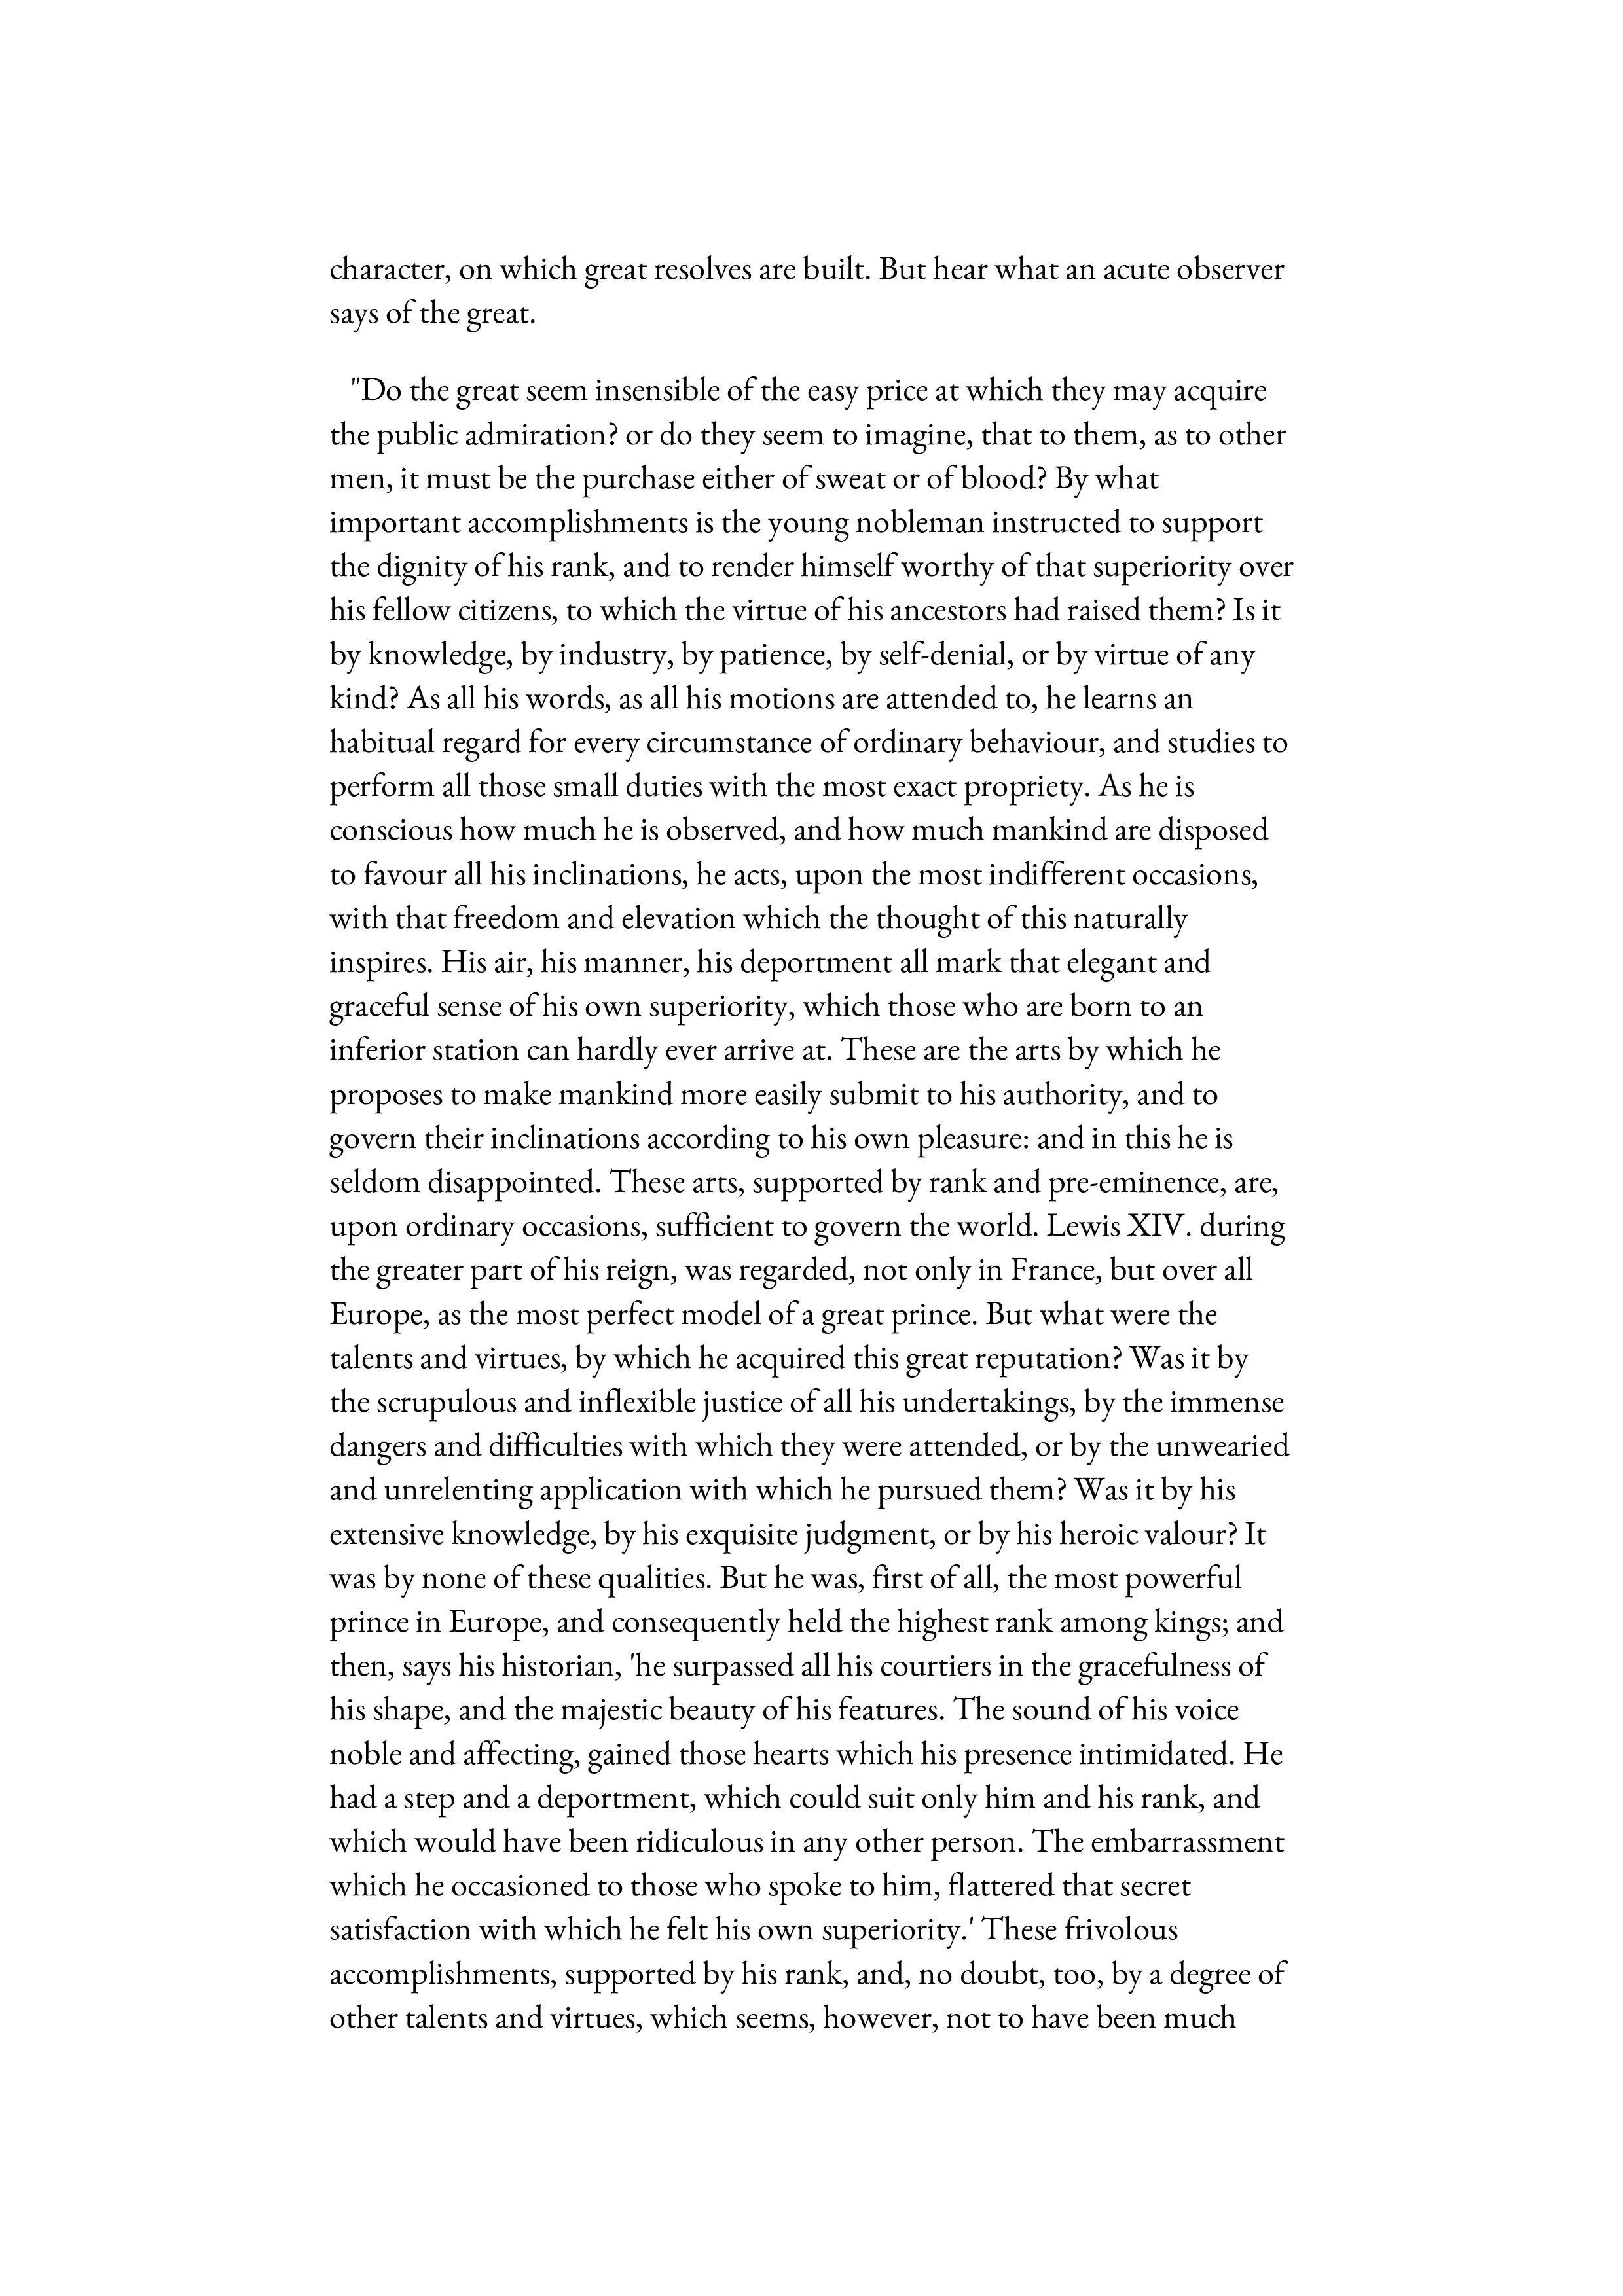 character, on which great resolves are built. But hear what an acute observer
says of the great.
"Do the great seem insensible of the easy price at which they may acquire
the public admiration? or do they seem to imagine, that to them, as to other
men, it must be the purchase either of sweat or of blood? By what
important accomplishments is the young nobleman instructed to support
the dignity of his rank, and to render himself worthy of that superiority over
his fellow citizens, to which the virtue of his ancestors had raised them? Is it
by knowledge, by industry, by patience, by self-denial, or by virtue of any
kind? As all his words, as all his motions are attended to, he learns an
habitual regard for every circumstance of ordinary behaviour, and studies to
perform all those small duties with the most exact propriety. As he is
conscious how much he is observed, and how much mankind are disposed
to favour all his inclinations, he acts, upon the most indifferent occasions,
with that freedom and elevation which the thought of this naturally
inspires. His air, his manner, his deportment all mark that elegant and
graceful sense of his own superiority, which those who are born to an
inferior station can hardly ever arrive at. These are the arts by which he
proposes to make mankind more easily submit to his authority, and to
govern their inclinations according to his own pleasure: and in this he is
seldom disappointed. These arts, supported by rank and pre-eminence, are,
upon ordinary occasions, sufficient to govern the world. Lewis XIV. during
the greater part of his reign, was regarded, not only in France, but over all
Europe, as the most perfect model of a great prince. But what were the
talents and virtues, by which he acquired this great reputation? Was it by
the scrupulous and inflexible justice of all his undertakings, by the immense
dangers and difficulties with which they were attended, or by the unwearied
and unrelenting application with which he pursued them? Was it by his
extensive knowledge, by his exquisite judgment, or by his heroic valour? It
was by none of these qualities. But he was, first of all, the most powerful
prince in Europe, and consequently held the highest rank among kings; and
then, says his historian, 'he surpassed all his courtiers in the gracefulness of
his shape, and the majestic beauty of his features. The sound of his voice
noble and affecting, gained those hearts which his presence intimidated. He
had a step and a deportment, which could suit only him and his rank, and
which would have been ridiculous in any other person. The embarrassment
which he occasioned to those who spoke to him, flattered that secret
satisfaction with which he felt his own superiority.' These frivolous
accomplishments, supported by his rank, and, no doubt, too, by a degree of
other talents and virtues, which seems, however, not to have been much